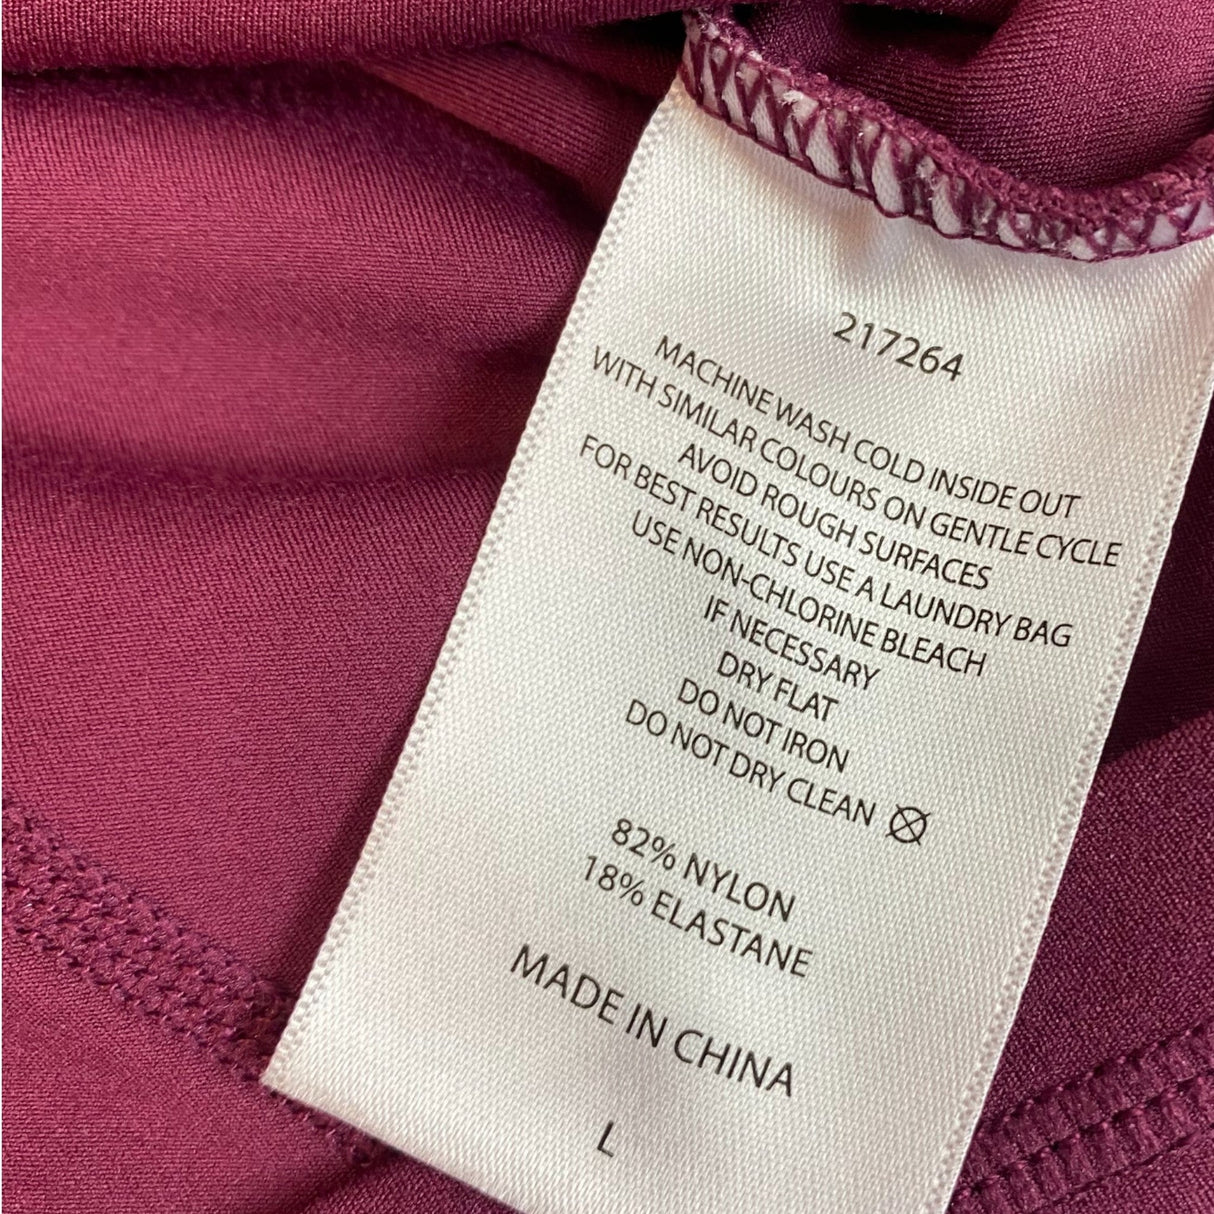 217264
MACHINE WASH COLD INSIDE OUT
WITH SIMILAR COLOURS ON GENTLE CYCLE
AVOID ROUGH SURFACES
FOR BEST RESULTS USE A LAUNDRY BAG
USE NON-CHLORINE BLEACH
IF NECESSARY
DRY FLAT
DO NOT IRON
DO NOT DRY CLEAN
82% NYLON
18% ELASTANE
MADE IN CHINA
L